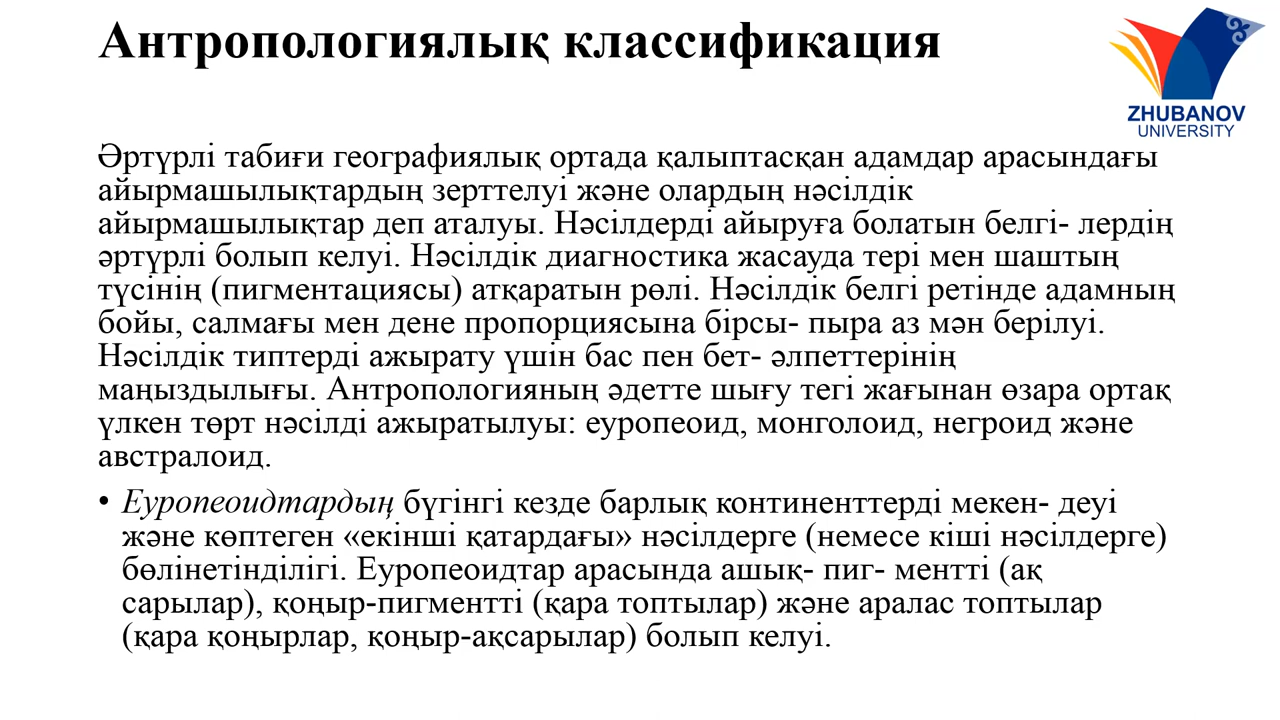 Антропологиялық классификация
ZHUBANOV
UNIVERSITY
Әртүрлі табиғи географиялық ортада қалыптасқан адамдар арасындағы
айырмашылықтардың зерттелуі және олардың нәсілдік
айырмашылықтар деп аталуы. Нәсілдерді айыруға болатын белгі- лердің
әртүрлі болып келуі. Нәсілдік диагностика жасауда тері мен шаштың
түсінің (пигментациясы) атқаратын рөлі. Нәсілдік белгі ретінде адамның
бойы, салмағы мен дене пропорциясына бірсы- пыра аз мән берілуі.
Нәсілдік типтерді ажырату үшін бас пен бет- әлпеттерінің
маңыздылығы. Антропологияның әдетте шығу тегі жағынан өзара ортақ
үлкен төрт нәсілді ажыратылуы: еуропеоид, монголоид, негроид және
австралоид.
• Еуропеоидтардың бүгінгі кезде барлық континенттерді мекен- деуі
және көптеген «екінші қатардағы» нәсілдерге (немесе кіші нәсілдерге)
бөлінетінділігі. Еуропеоидтар арасында ашық- пиг- ментті (ақ
сарылар), қоңыр-пигментті (қара топтылар) және аралас топтылар
(қара қоңырлар, қоңыр-ақсарылар) болып келуі.